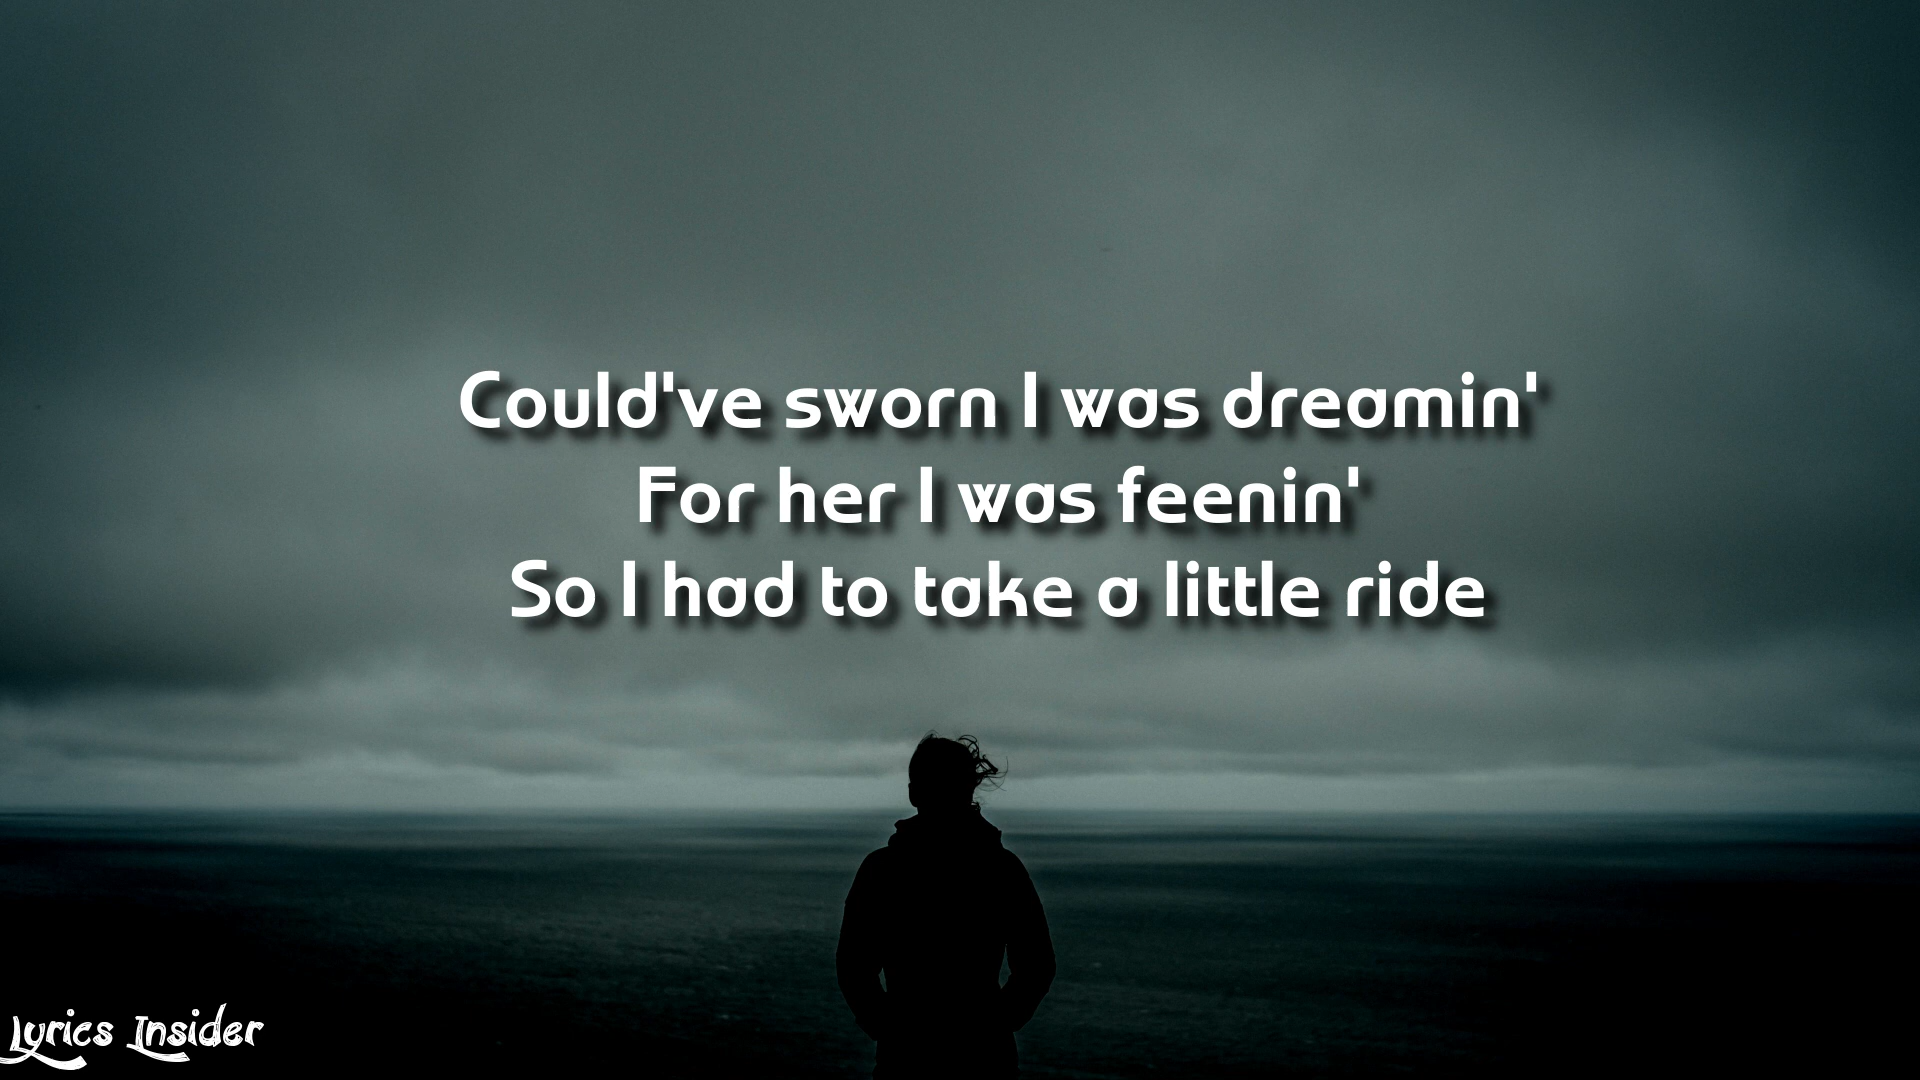 Could've sworn I was dreamin'
For her I was feenin'
So I had to take a little ride
Lyrics Insider